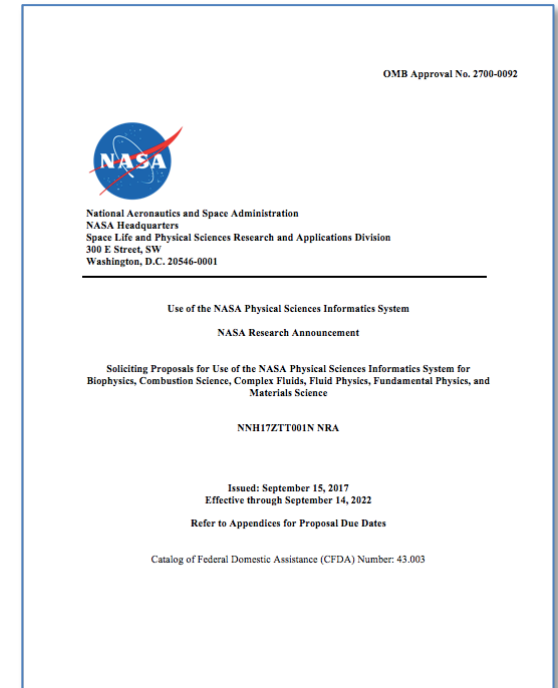 OMB Approval No. 2700-0092
NASA
National Aeronautics and Space Administration
NASA Headquarters
Space Life and Physical Sciences Research and Applications Division
300 E Street, SW
Washington, D.C. 20546-0001
Use of the NASA Physical Sciences Informatics System
NASA Research Announcement
Soliciting Proposals for Use of the NASA Physical Sciences Informatics System for
Biophysics, Combustion Science, Complex Fluids, Fluid Physics, Fundamental Physics, and
Materials Science
NNH17ZTT001N NRA
Issued: September 15, 2017
Effective through September 14, 2022
Refer to Appendices for Proposal Due Dates
Catalog of Federal Domestic Assistance (CFDA) Number: 43.003